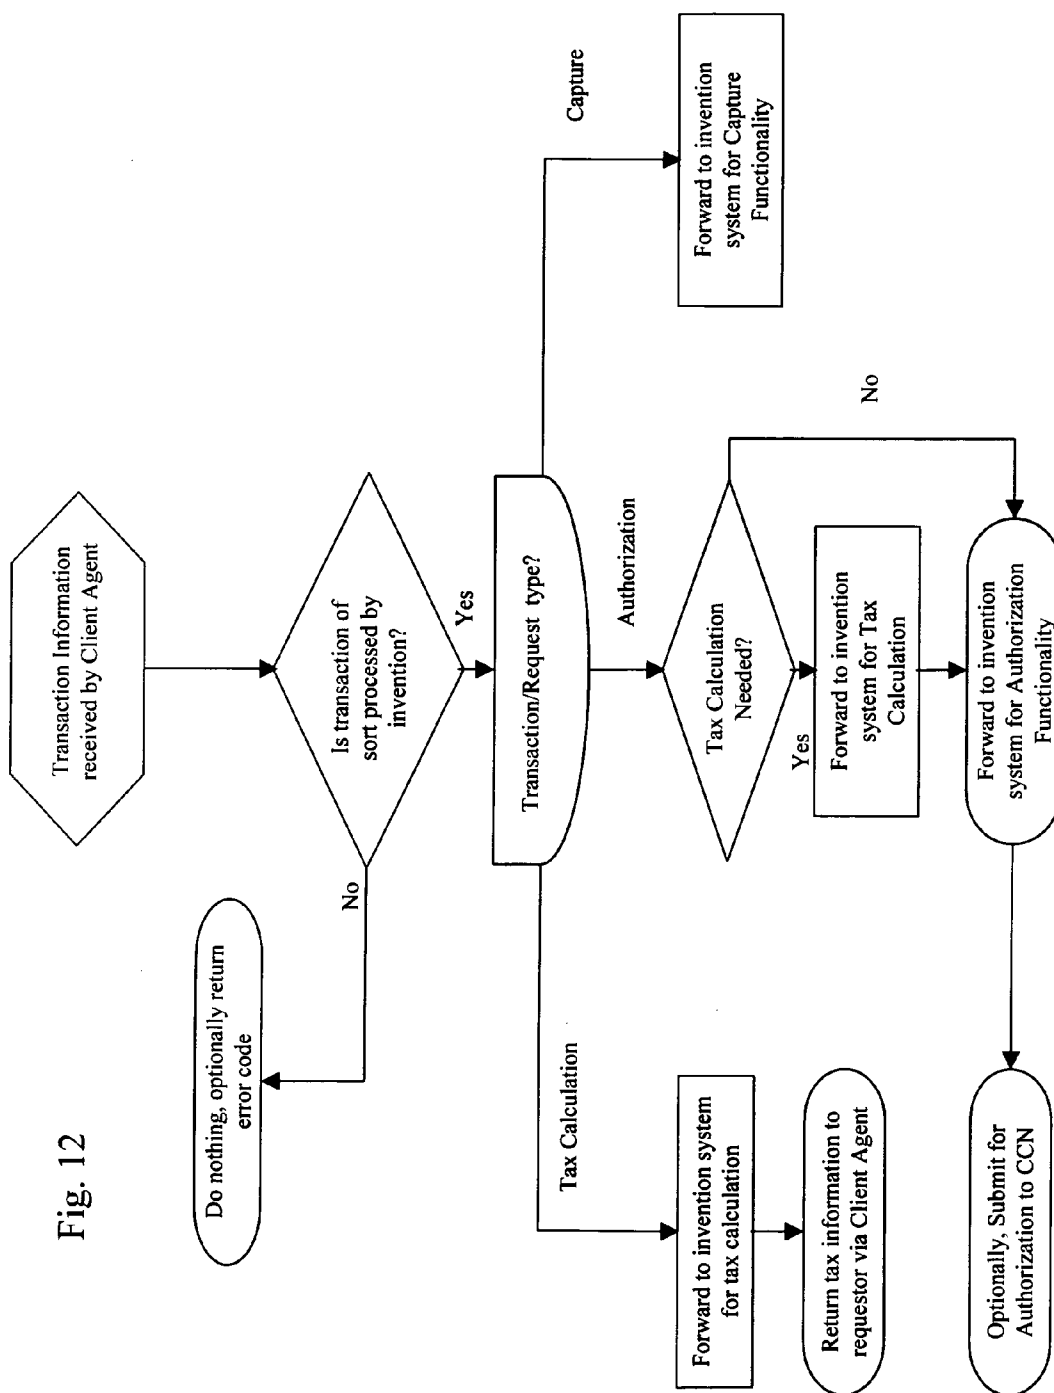 Fig. 12
Transaction Information
received by Client Agent
Do nothing, optionally return
error code
No
Is transaction of
sort processed by
invention?
Yes
Transaction/Request type?
Tax Calculation
Authorization
Capture
Forward to invention system
for tax calculation
Return tax information to
requestor via Client Agent
Tax Calculation
Needed?
Yes
No
Forward to invention
system for Tax
Calculation
Forward to invention
system for Capture
Functionality
Forward to invention
system for Authorization
Functionality
Optionally, Submit for
Authorization to CCN